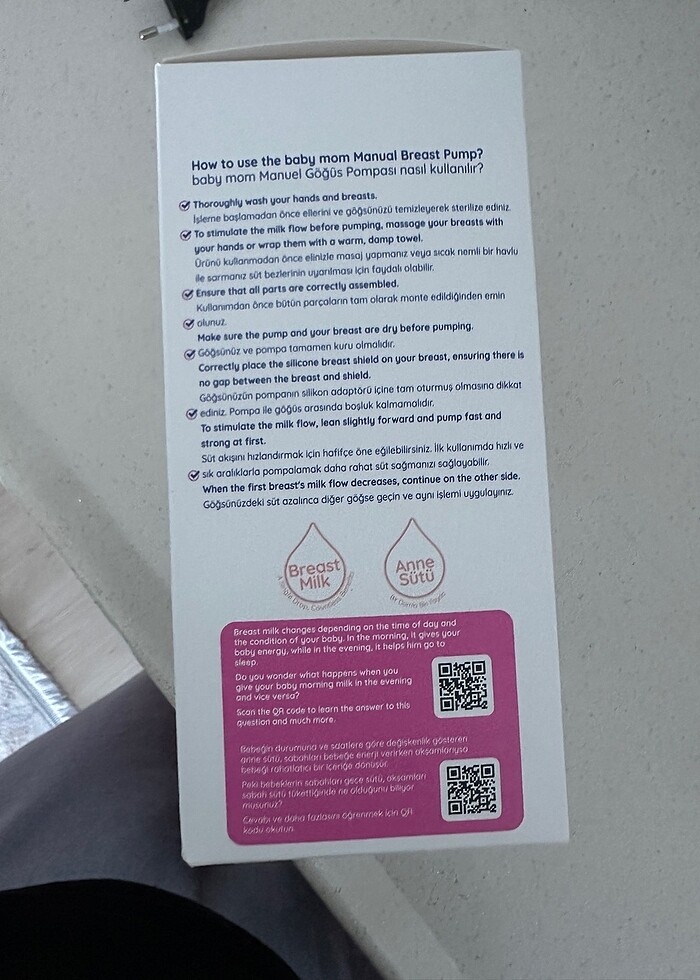 How to use the baby mom Manual Breast Pump?
baby mom Manuel Göğüs Pompası nasıl kullanılır?
Thoroughly wash your hands and breasts.
İşleme başlamadan önce ellerini ve göğsünüzü temizleyerek sterilize ediniz.
To stimulate the milk flow before pumping, massage your breasts with
your hands or wrap them with a warm, damp towel.
Ürünü kullanmadan önce elinizle masaj yapmanız veya sıcak nemli bir havlu
ile sarmanız süt bezlerinin uyarılması için faydalı olabilir.
Ensure that all parts are correctly assembled.
Kullanımdan önce bütün parçaların tam olarak monte edildiğinden emin
olunuz.
Make sure the pump and your breast are dry before pumping.
Göğsünüz ve pompa tamamen kuru olmalıdır.
Correctly place the silicone breast shield on your breast, ensuring there is
no gap between the breast and shield.
Göğsünüzün pompanın silikon adaptörü içine tam oturmuş olmasına dikkat
ediniz. Pompa ile göğüs arasında boşluk kalmamalıdır.
To stimulate the milk flow, lean slightly forward and pump fast and
strong at first.
Süt akışını hızlandırmak için hafifçe öne eğilebilirsiniz. İlk kullanımda hızlı ve
sık aralıklarla pompalamak daha rahat süt sağmanızı sağlayabilir.
When the first breast's milk flow decreases, continue on the other side.
Göğsünüzdeki süt azalınca diğer göğse geçin ve aynı işlemi uygulayınız.
Breast
Milk
A Single Drop, Countless Benefits
Anne
Sütü
Bir Damla Bin Fayda
Breast milk changes depending on the time of day and
the condition of your baby. In the morning, it gives your
baby energy, while in the evening, it helps him go to
sleep.
Do you wonder what happens when you
give your baby morning milk in the evening
and vice versa?
Scan the QR code to learn the answer to this
question and much more.
Bebeğin durumuna ve saatlere göre değişkenlik gösteren
anne sütü, sabahları bebeğe enerji verirken akşamlarıysa
bebeği rahatlatıcı bir içeriğe dönüşür.
Peki bebeklerin sabahları gece sütü, akşamları
sabah sütü tükettiğinde ne olduğunu biliyor
musunuz?
Cevabı ve daha fazlasını öğrenmek için QR
kodu okutun.